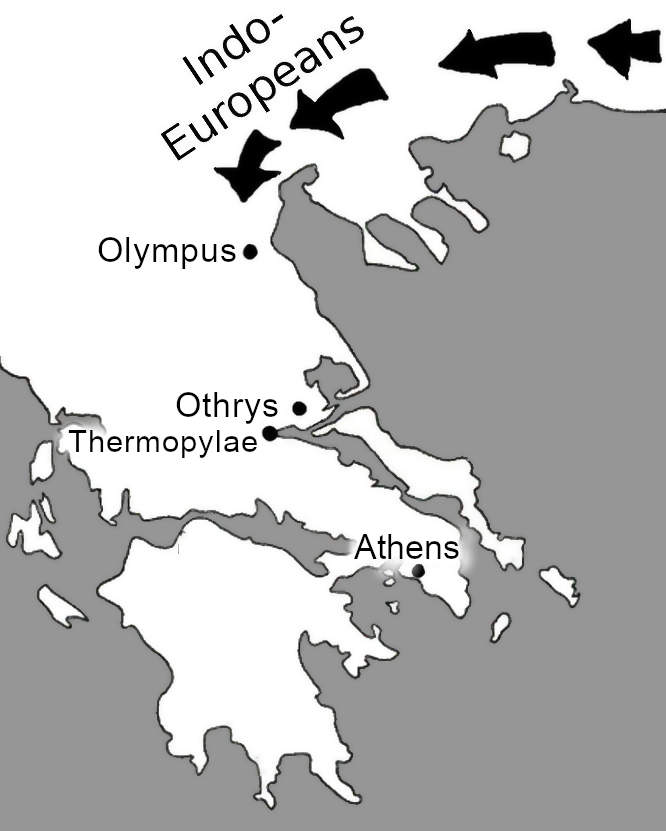 Indo-
Europeans
Olympus
Othrys
Thermopylae
Athens